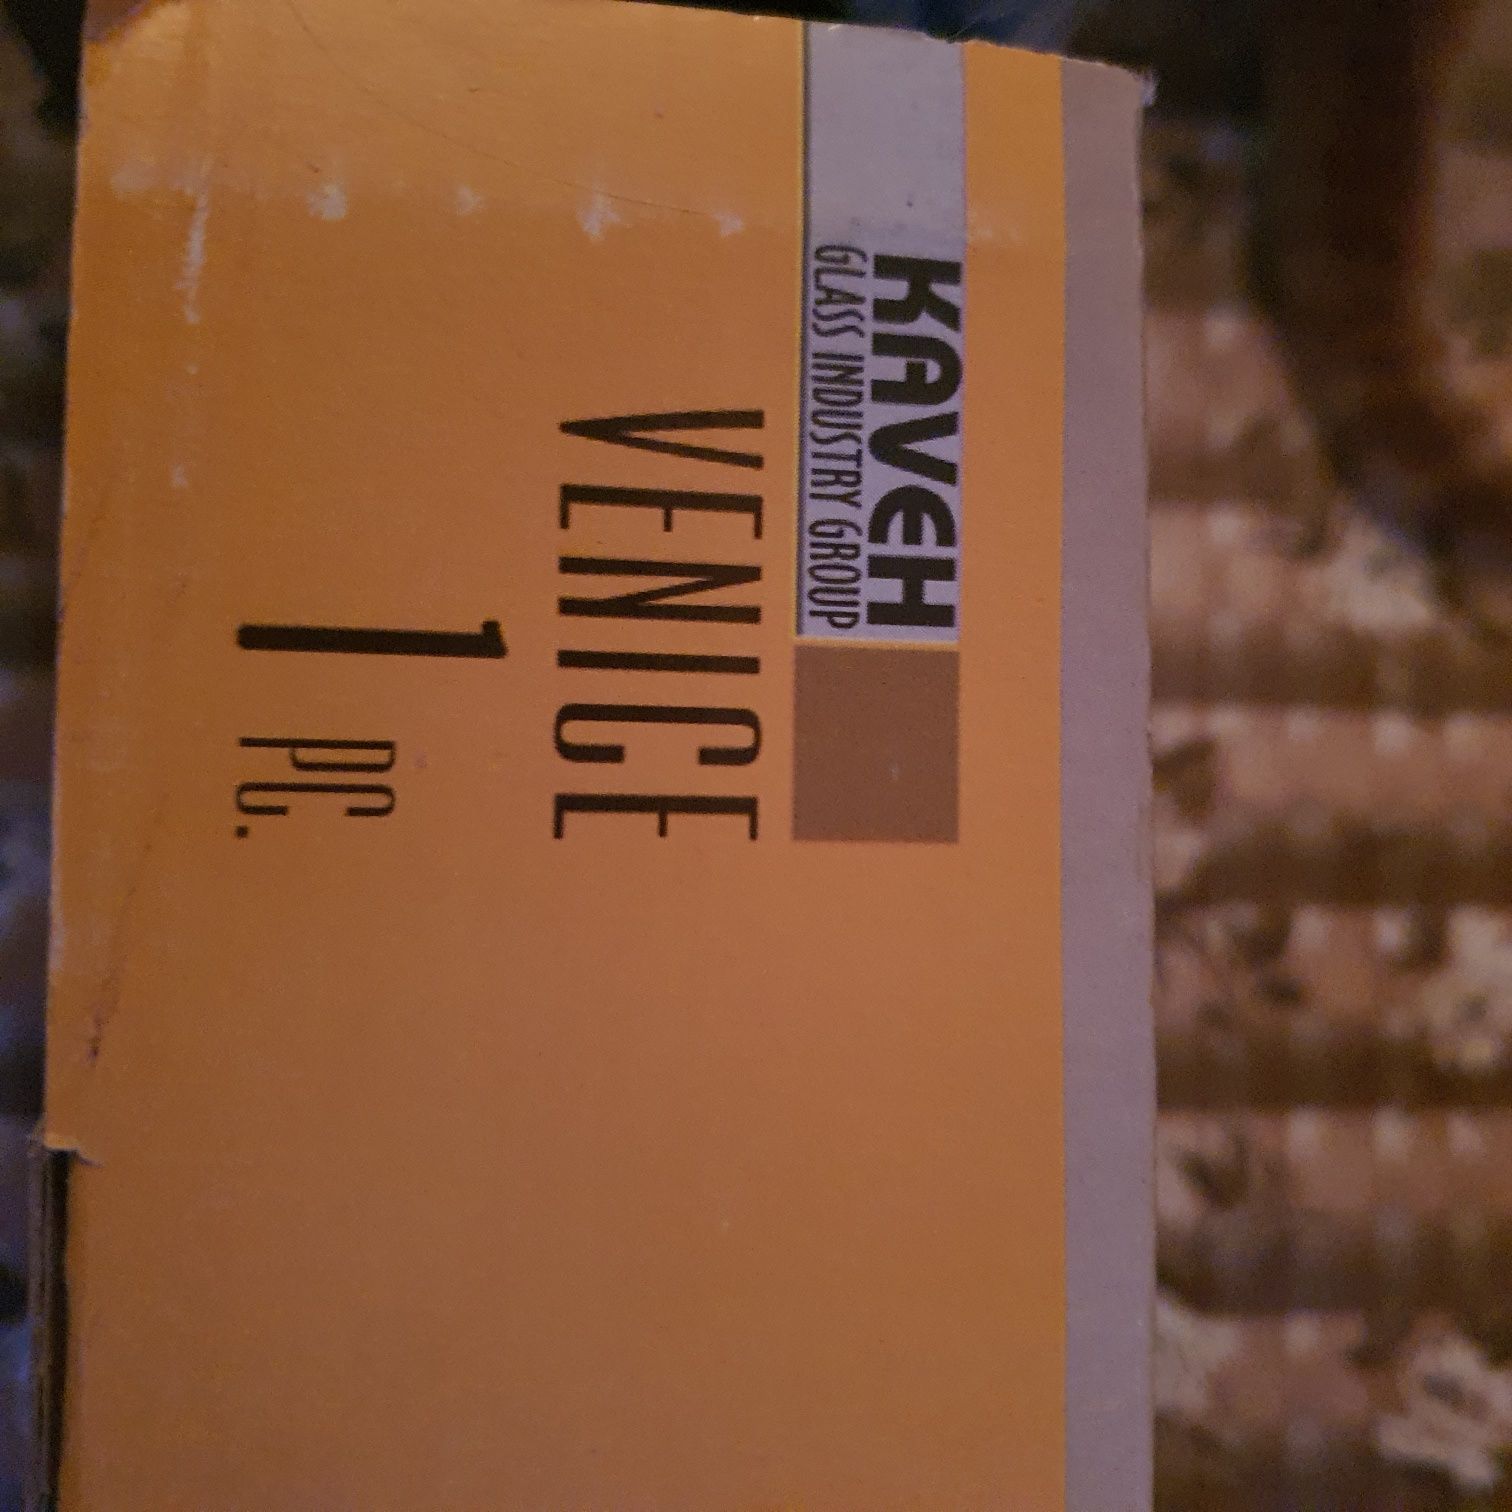 KAVEH
GLASS INDUSTRY GROUP
VENICE
1 PC.